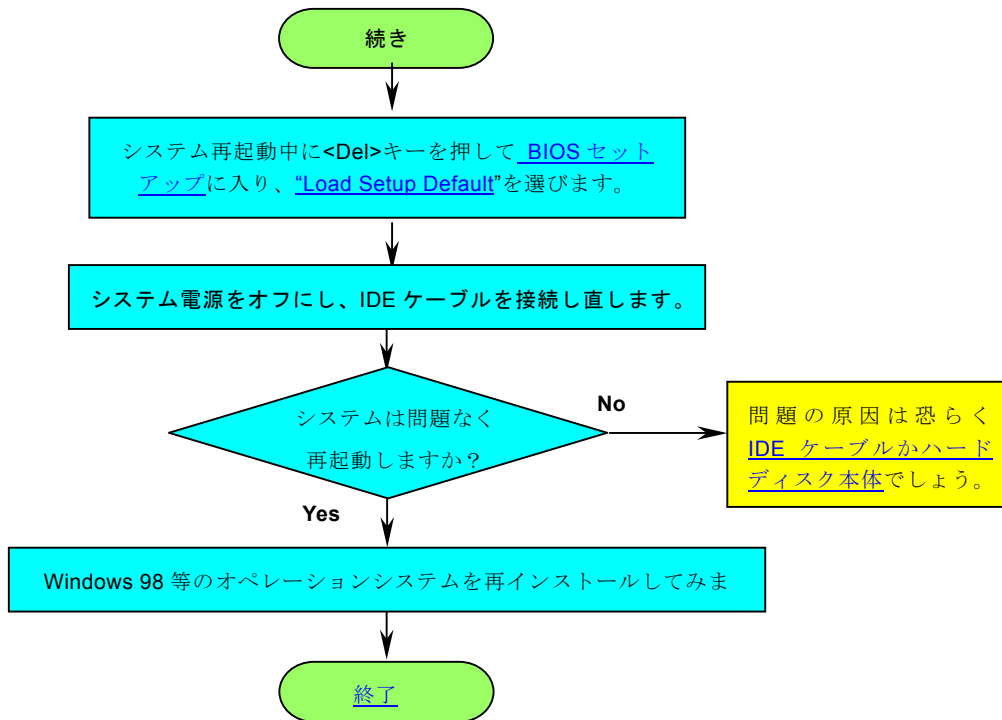 続き
システム再起動中に<Del>キーを押して BIOS セット
アップに入り、“Load Setup Default”を選びます。
システム電源をオフにし、IDE ケーブルを接続し直します。
システムは問題なく
再起動しますか？
No
問題の原因は恐らく
IDE ケーブルかハード
ディスク本体でしょう。
Yes
Windows 98 等のオペレーションシステムを再インストールしてみま
終了